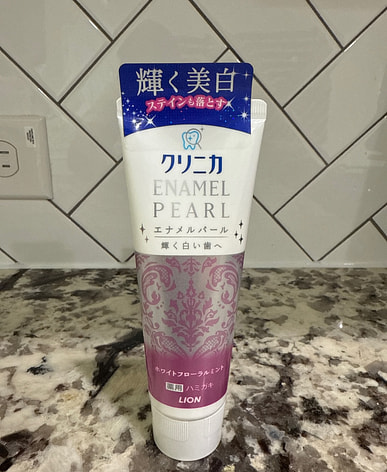 輝く美白
ステインも落とす
クリニカ
ENAMEL
PEARL
エナメルパール
輝く白い歯へ
ホワイトフローラルミント
薬用 ハミガキ
LION